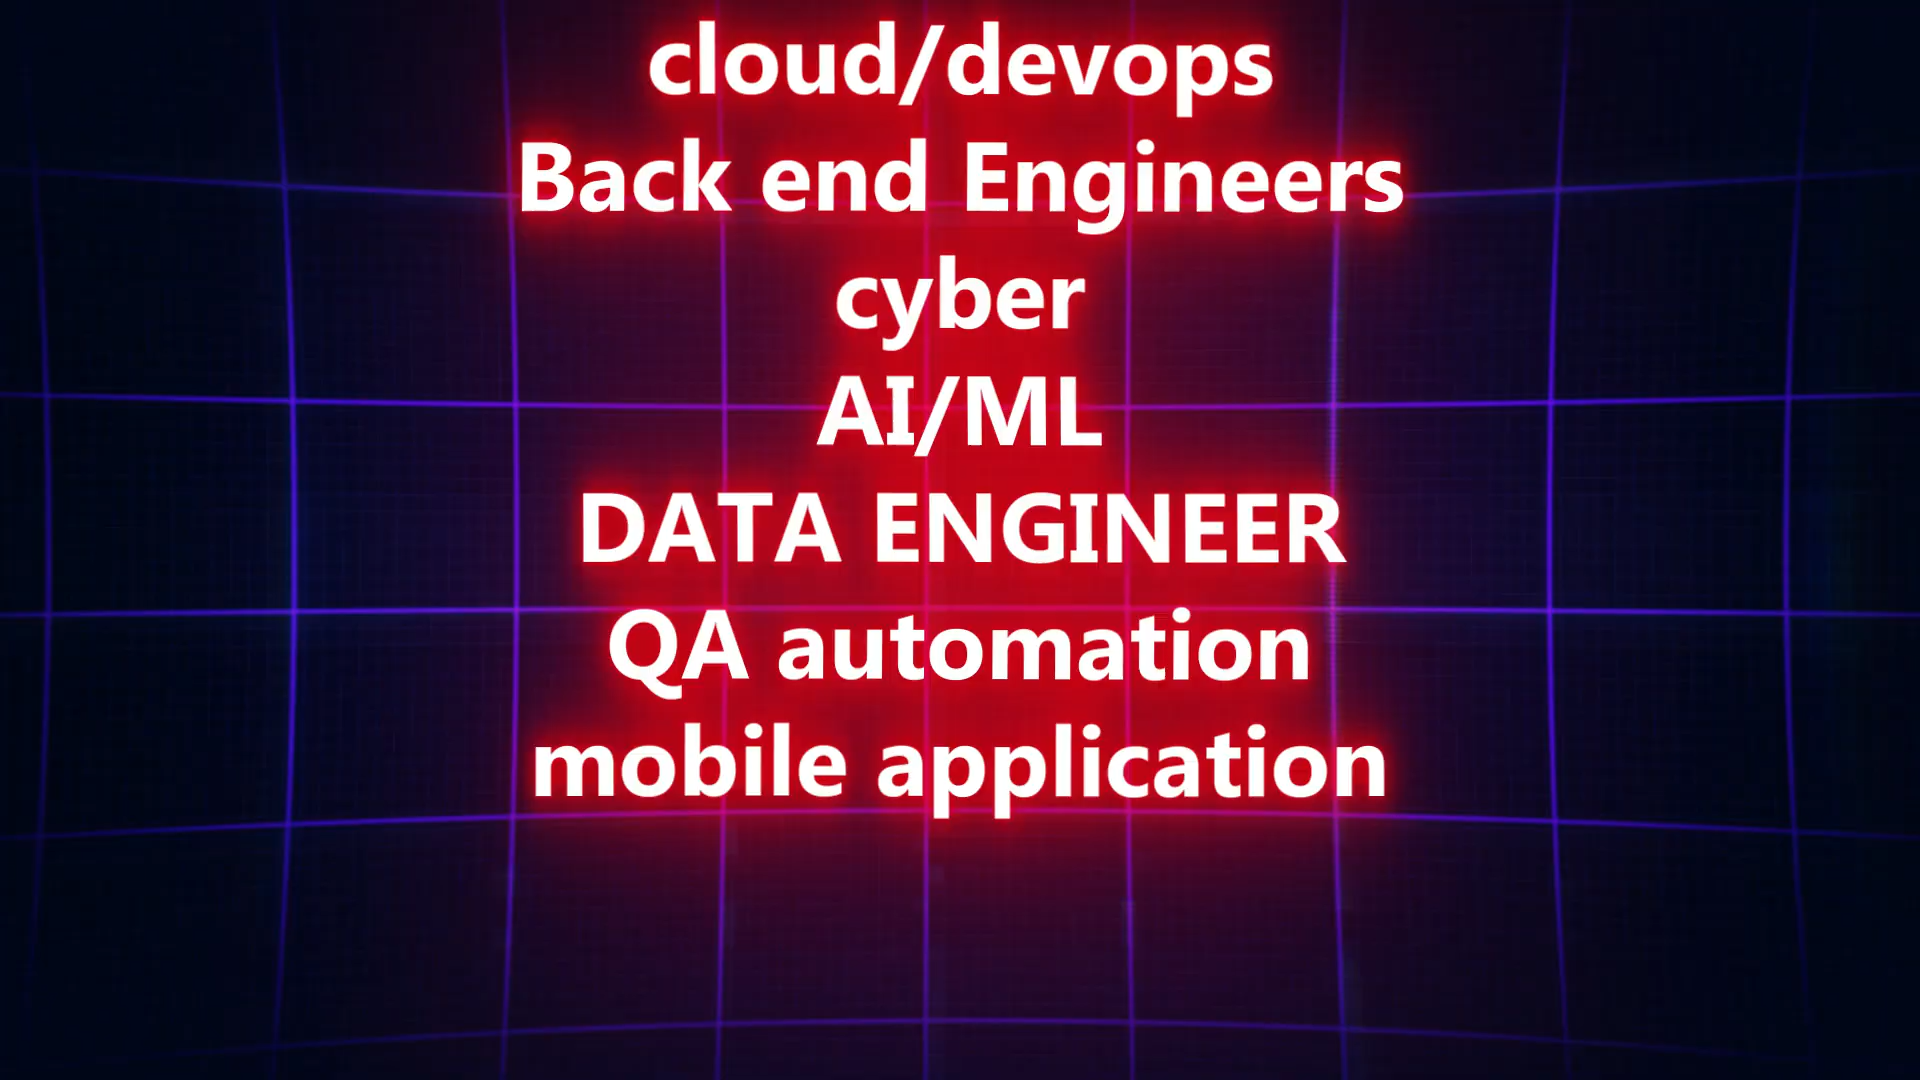 cloud/devops
Back end Engineers
cyber
AI/ML
DATA ENGINEER
QA automation
mobile application